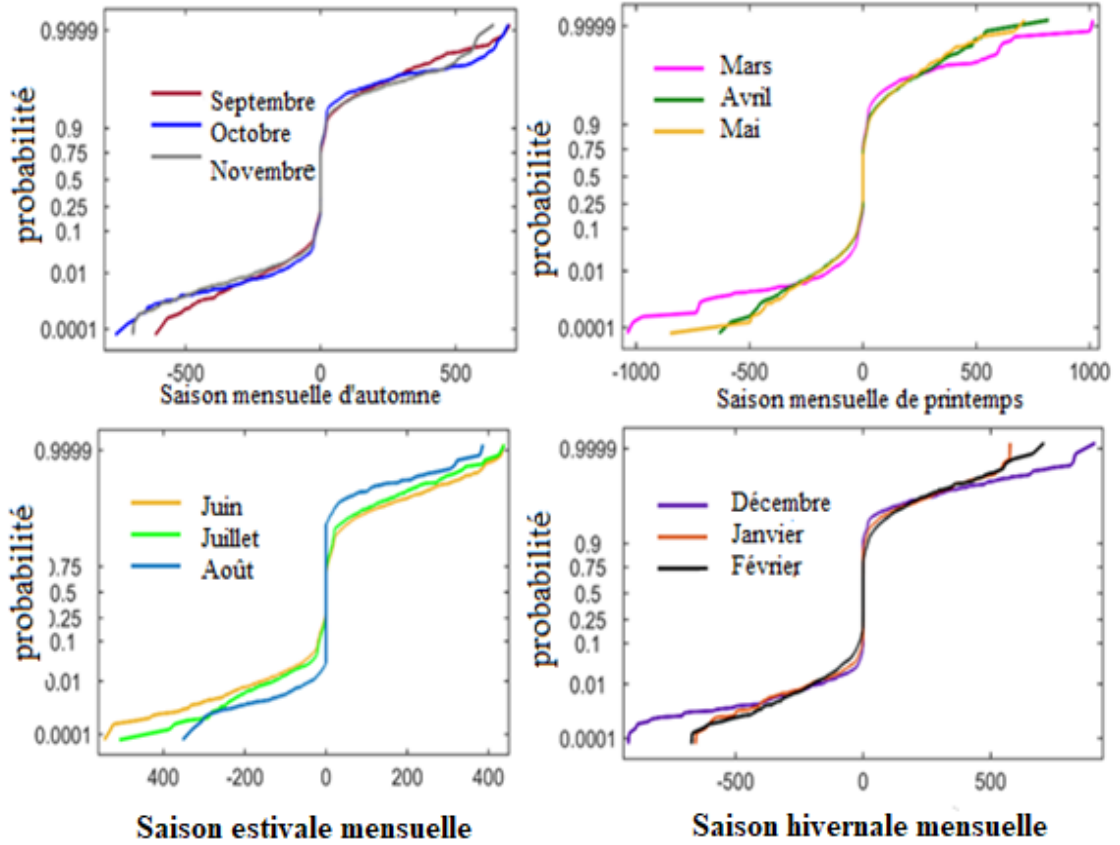 probabilité
0.9999
0.9
0.75
0.5
0.25
0.1
0.01
0.0001
Septembre
Octobre
Novembre
-500
0
500
Saison mensuelle d'automne
probabilité
0.9999
0.9
0.75
0.5
0.25
0.1
0.01
0.0001
Mars
Avril
Mai
-1000
-500
0
500
1000
Saison mensuelle de printemps
probabilité
0.9999
0.75
0.5
0.25
0.1
0.01
0.0001
Juin
Juillet
Août
400
-200
0
200
400
Saison estivale mensuelle
probabilité
0.9999
0.9
0.75
0.5
0.25
0.1
0.01
0.0001
Décembre
Janvier
Février
-500
0
500
Saison hivernale mensuelle